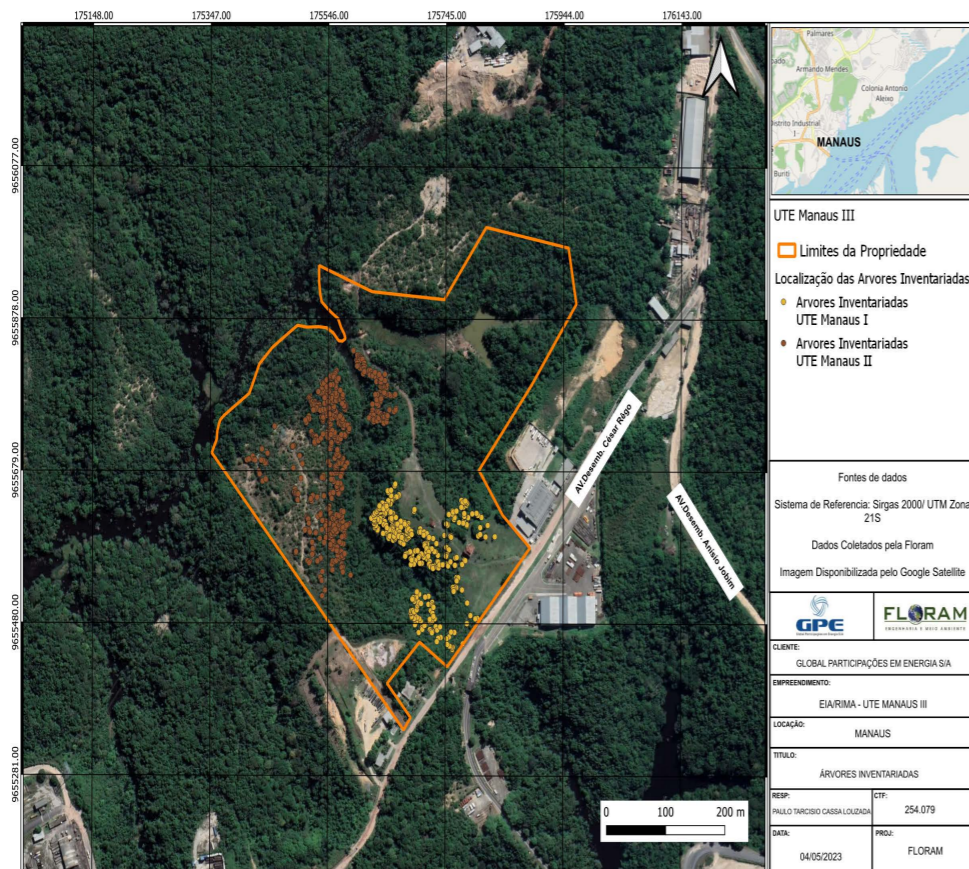 175148.00 175347.00 175546.00 175745.00 175944.00 176143.00
9656077.00
9655878.00
9655679.00
9655480.00
9655281.00
AV.Desemb. César Rêgo
AV.Desemb. Anisio Jobim
0 100 200 m
Palmares
Armando Mendes
Colonia Antonio
Aleixo
Distrito Industrial
I
MANAUS
Buriti
UTE Manaus III
Limites da Propriedade
Localização das Arvores Inventariadas
Arvores Inventariadas
UTE Manaus I
Arvores Inventariadas
UTE Manaus II
Fontes de dados
Sistema de Referencia: Sirgas 2000/ UTM Zona
21S
Dados Coletados pela Floram
Imagem Disponibilizada pelo Google Satellite
GPE
FLORAM
ENGENHARIA E MEIO AMBIENTE
CLIENTE:
GLOBAL PARTICIPAÇÕES EM ENERGIA S/A
EMPREENDIMENTO:
EIA/RIMA - UTE MANAUS III
LOCAÇÃO:
MANAUS
TITULO:
ÁRVORES INVENTARIADAS
RESP: CTF:
PAULO TARCISIO CASSA LOUZADA 254.079
DATA: PROJ:
04/05/2023 FLORAM